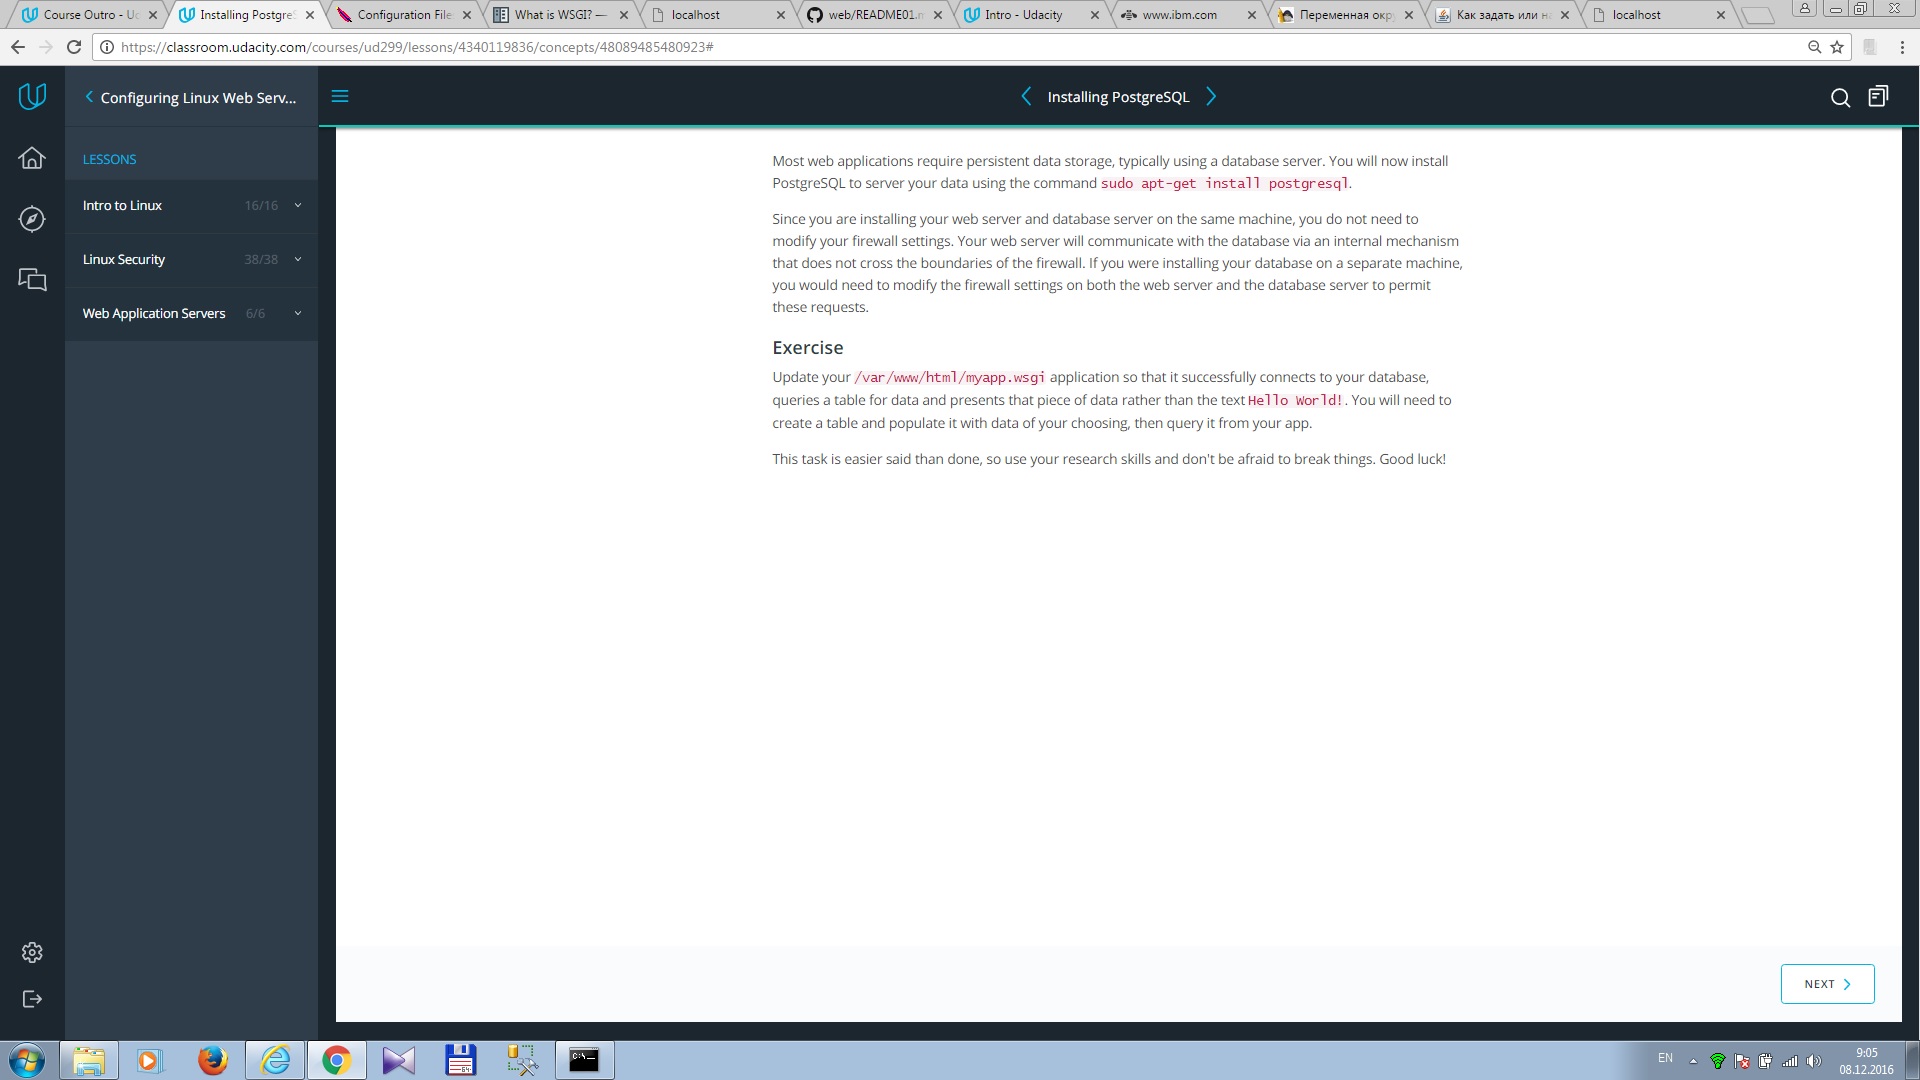 Course Outro - Ud
Installing PostgreS
Configuration File
What is WSGI? —
localhost
web/README01.m
Intro - Udacity
www.ibm.com
Переменная окр
Как задать или на
localhost
https://classroom.udacity.com/courses/ud299/lessons/4340119836/concepts/48089485480923#
Configuring Linux Web Serv...
Installing PostgreSQL
LESSONS
Intro to Linux 16/16
Linux Security 38/38
Web Application Servers 6/6
Most web applications require persistent data storage, typically using a database server. You will now install
PostgreSQL to server your data using the command sudo apt-get install postgresql.
Since you are installing your web server and database server on the same machine, you do not need to
modify your firewall settings. Your web server will communicate with the database via an internal mechanism
that does not cross the boundaries of the firewall. If you were installing your database on a separate machine,
you would need to modify the firewall settings on both the web server and the database server to permit
these requests.
Exercise
Update your /var/www/html/myapp.wsgi application so that it successfully connects to your database,
queries a table for data and presents that piece of data rather than the text Hello World!. You will need to
create a table and populate it with data of your choosing, then query it from your app.
This task is easier said than done, so use your research skills and don't be afraid to break things. Good luck!
NEXT
64
C:\.
EN
9:05
08.12.2016